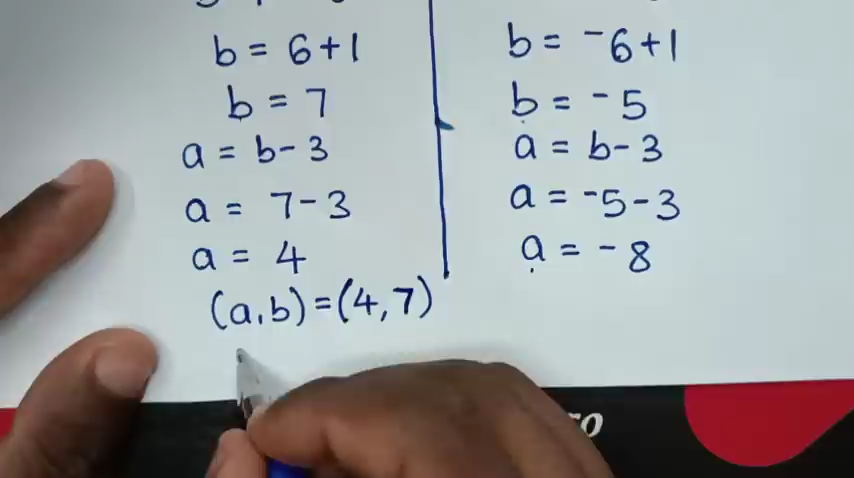 b = 6+1
b = 7
a = b-3
a = 7-3
a = 4
(a,b)=(4,7)
b = -6+1
b = -5
a = b-3
a = -5-3
a = -8